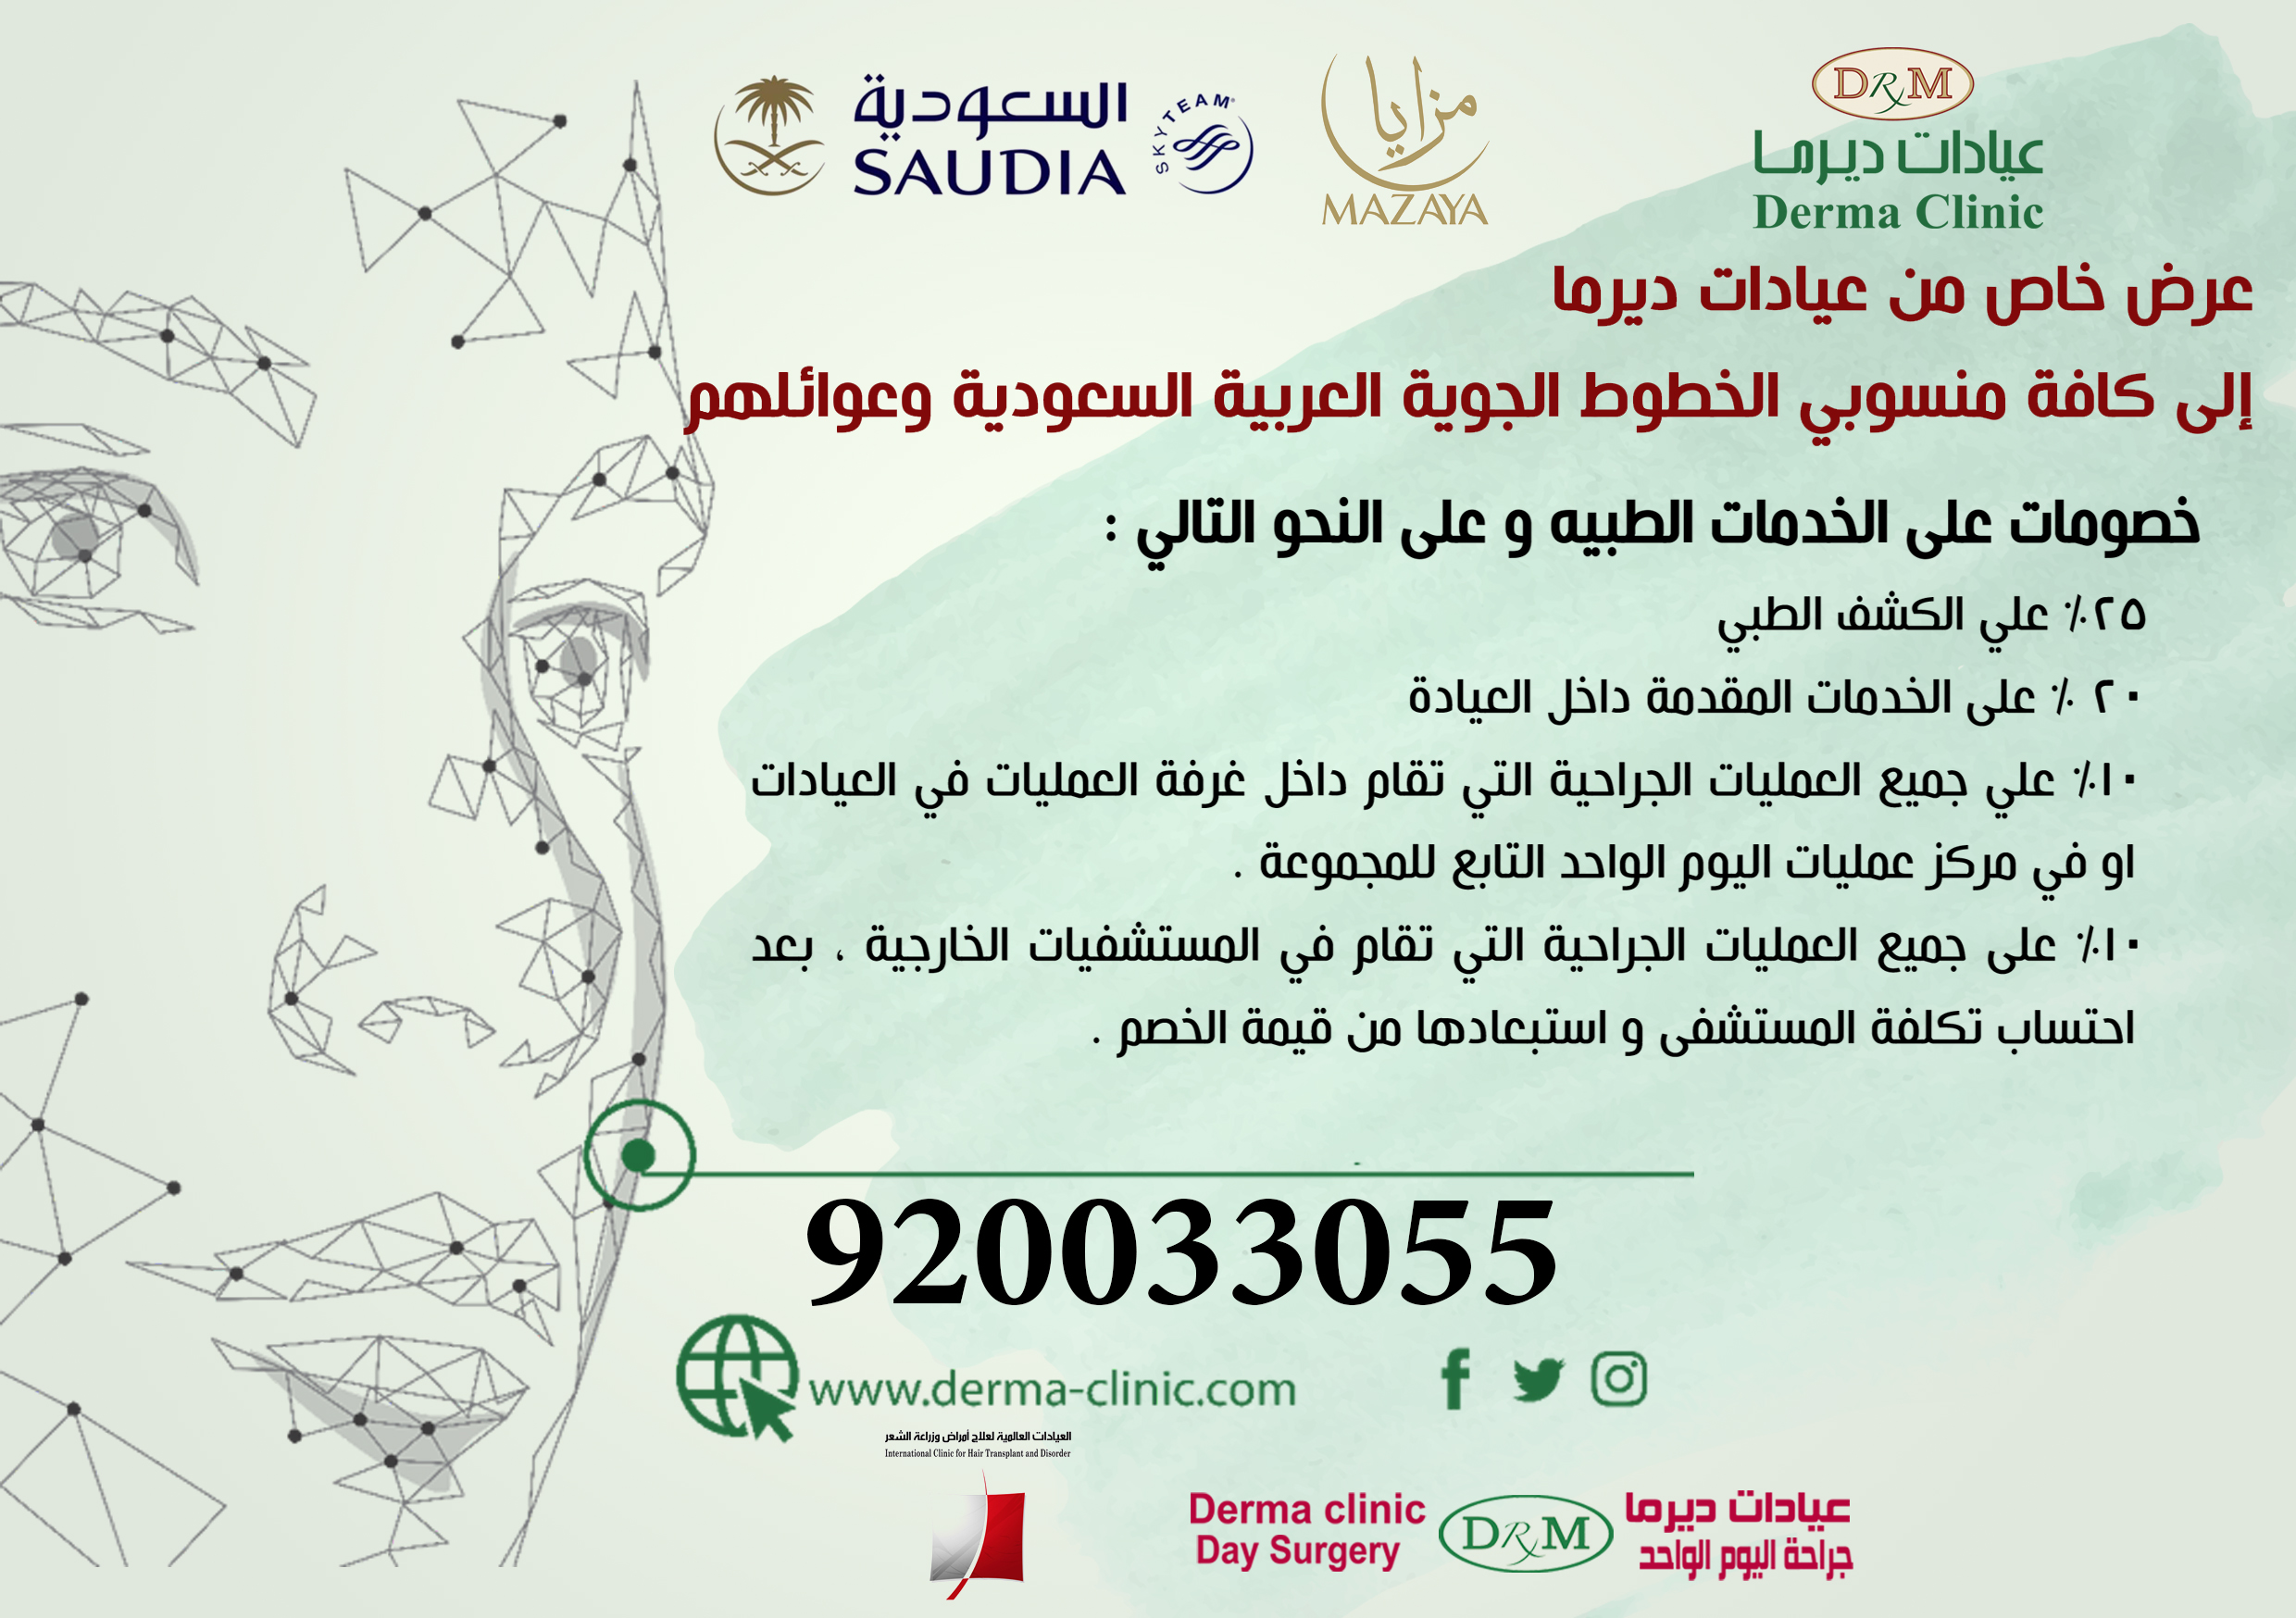 السعودية
SAUDIA
SKYTEAM
مزايا
MAZAYA
DRM
عيادات ديرما
Derma Clinic
عرض خاص من عيادات ديرما
إلى كافة منسوبي الخطوط الجوية العربية السعودية وعوائلهم
خصومات على الخدمات الطبيه و على النحو التالي :
٢٥٪ علي الكشف الطبي
٢٠ ٪ على الخدمات المقدمة داخل العيادة
١٠٪ علي جميع العمليات الجراحية التي تقام داخل غرفة العمليات في العيادات
او في مركز عمليات اليوم الواحد التابع للمجموعة .
١٠٪ على جميع العمليات الجراحية التي تقام في المستشفيات الخارجية ، بعد
احتساب تكلفة المستشفى و استبعادها من قيمة الخصم .
920033055
www.derma-clinic.com
العيادات العالمية لعلاج أمراض وزراعة الشعر
International Clinic for Hair Transplant and Disorder
Derma clinic
Day Surgery
DRM
عيادات ديرما
جراحة اليوم الواحد